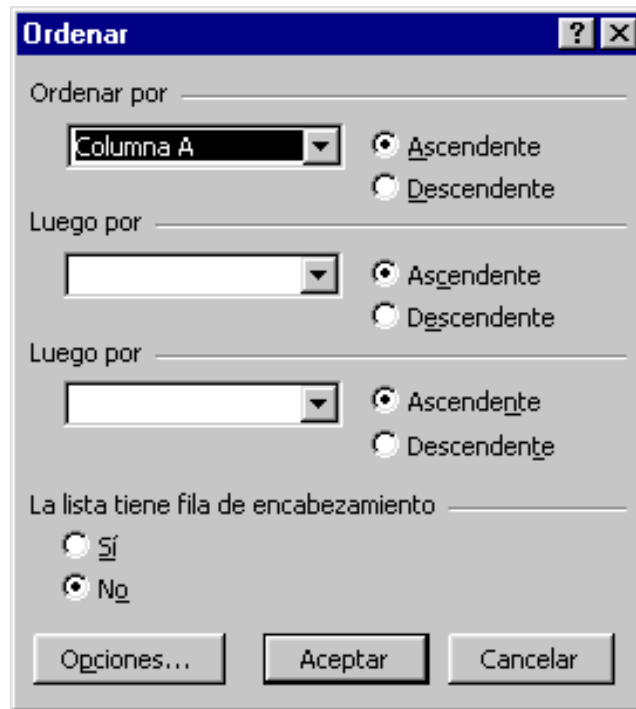 Ordenar
Ordenar por
Columna A
Ascendente
Descendente
Luego por
Ascendente
Descendente
Luego por
Ascendente
Descendente
La lista tiene fila de encabezamiento
Sí
No
Opciones... Aceptar Cancelar